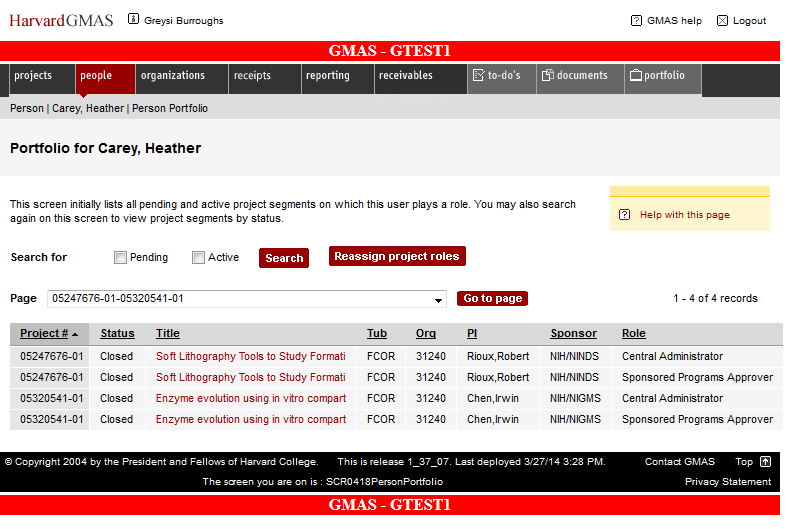 HarvardGMAS Greysi Burroughs GMAS help Logout
GMAS - GTEST1
projects people organizations receipts reporting receivables to-do's documents portfolio
Person | Carey, Heather | Person Portfolio
Portfolio for Carey, Heather
This screen initially lists all pending and active project segments on which this user plays a role. You may also search
again on this screen to view project segments by status.
? Help with this page
Search for Pending Active Search Reassign project roles
Page 05247676-01-05320541-01 Go to page 1 - 4 of 4 records
Project # Status Title Tub Org PI Sponsor Role
05247676-01 Closed Soft Lithography Tools to Study Formati FCOR 31240 Rioux,Robert NIH/NINDS Central Administrator
05247676-01 Closed Soft Lithography Tools to Study Formati FCOR 31240 Rioux,Robert NIH/NINDS Sponsored Programs Approver
05320541-01 Closed Enzyme evolution using in vitro compart FCOR 31240 Chen,Irwin NIH/NIGMS Central Administrator
05320541-01 Closed Enzyme evolution using in vitro compart FCOR 31240 Chen,Irwin NIH/NIGMS Sponsored Programs Approver
© Copyright 2004 by the President and Fellows of Harvard College. This is release 1_37_07. Last deployed 3/27/14 3:28 PM. Contact GMAS Top
The screen you are on is : SCR0418PersonPortfolio Privacy Statement
GMAS - GTEST1